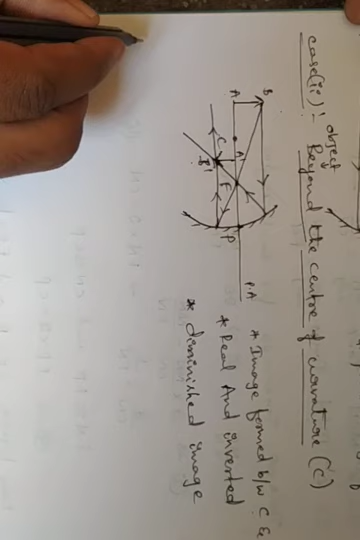 case(ii):- object Beyond the centre of curvature (C)
B
A
C
A'
B'
F
P
P.A
* Image formed b/w C &
* Real And inverted
* diminished image